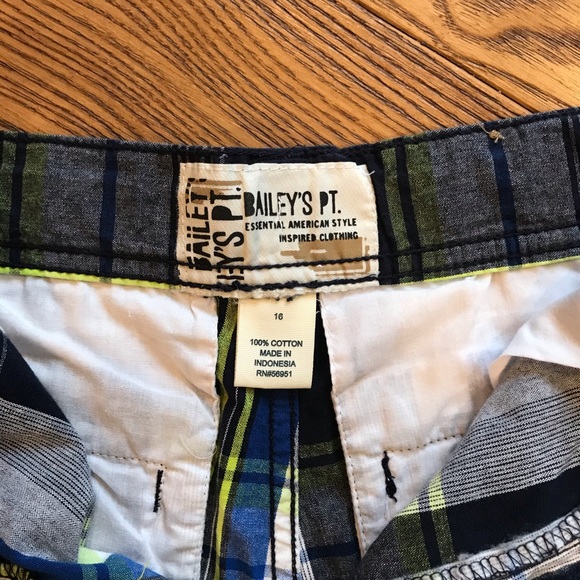 BAILEY'S PT.
BAILEY'S PT.
ESSENTIAL AMERICAN STYLE
INSPIRED CLOTHING
16
100% COTTON
MADE IN
INDONESIA
RN#56951